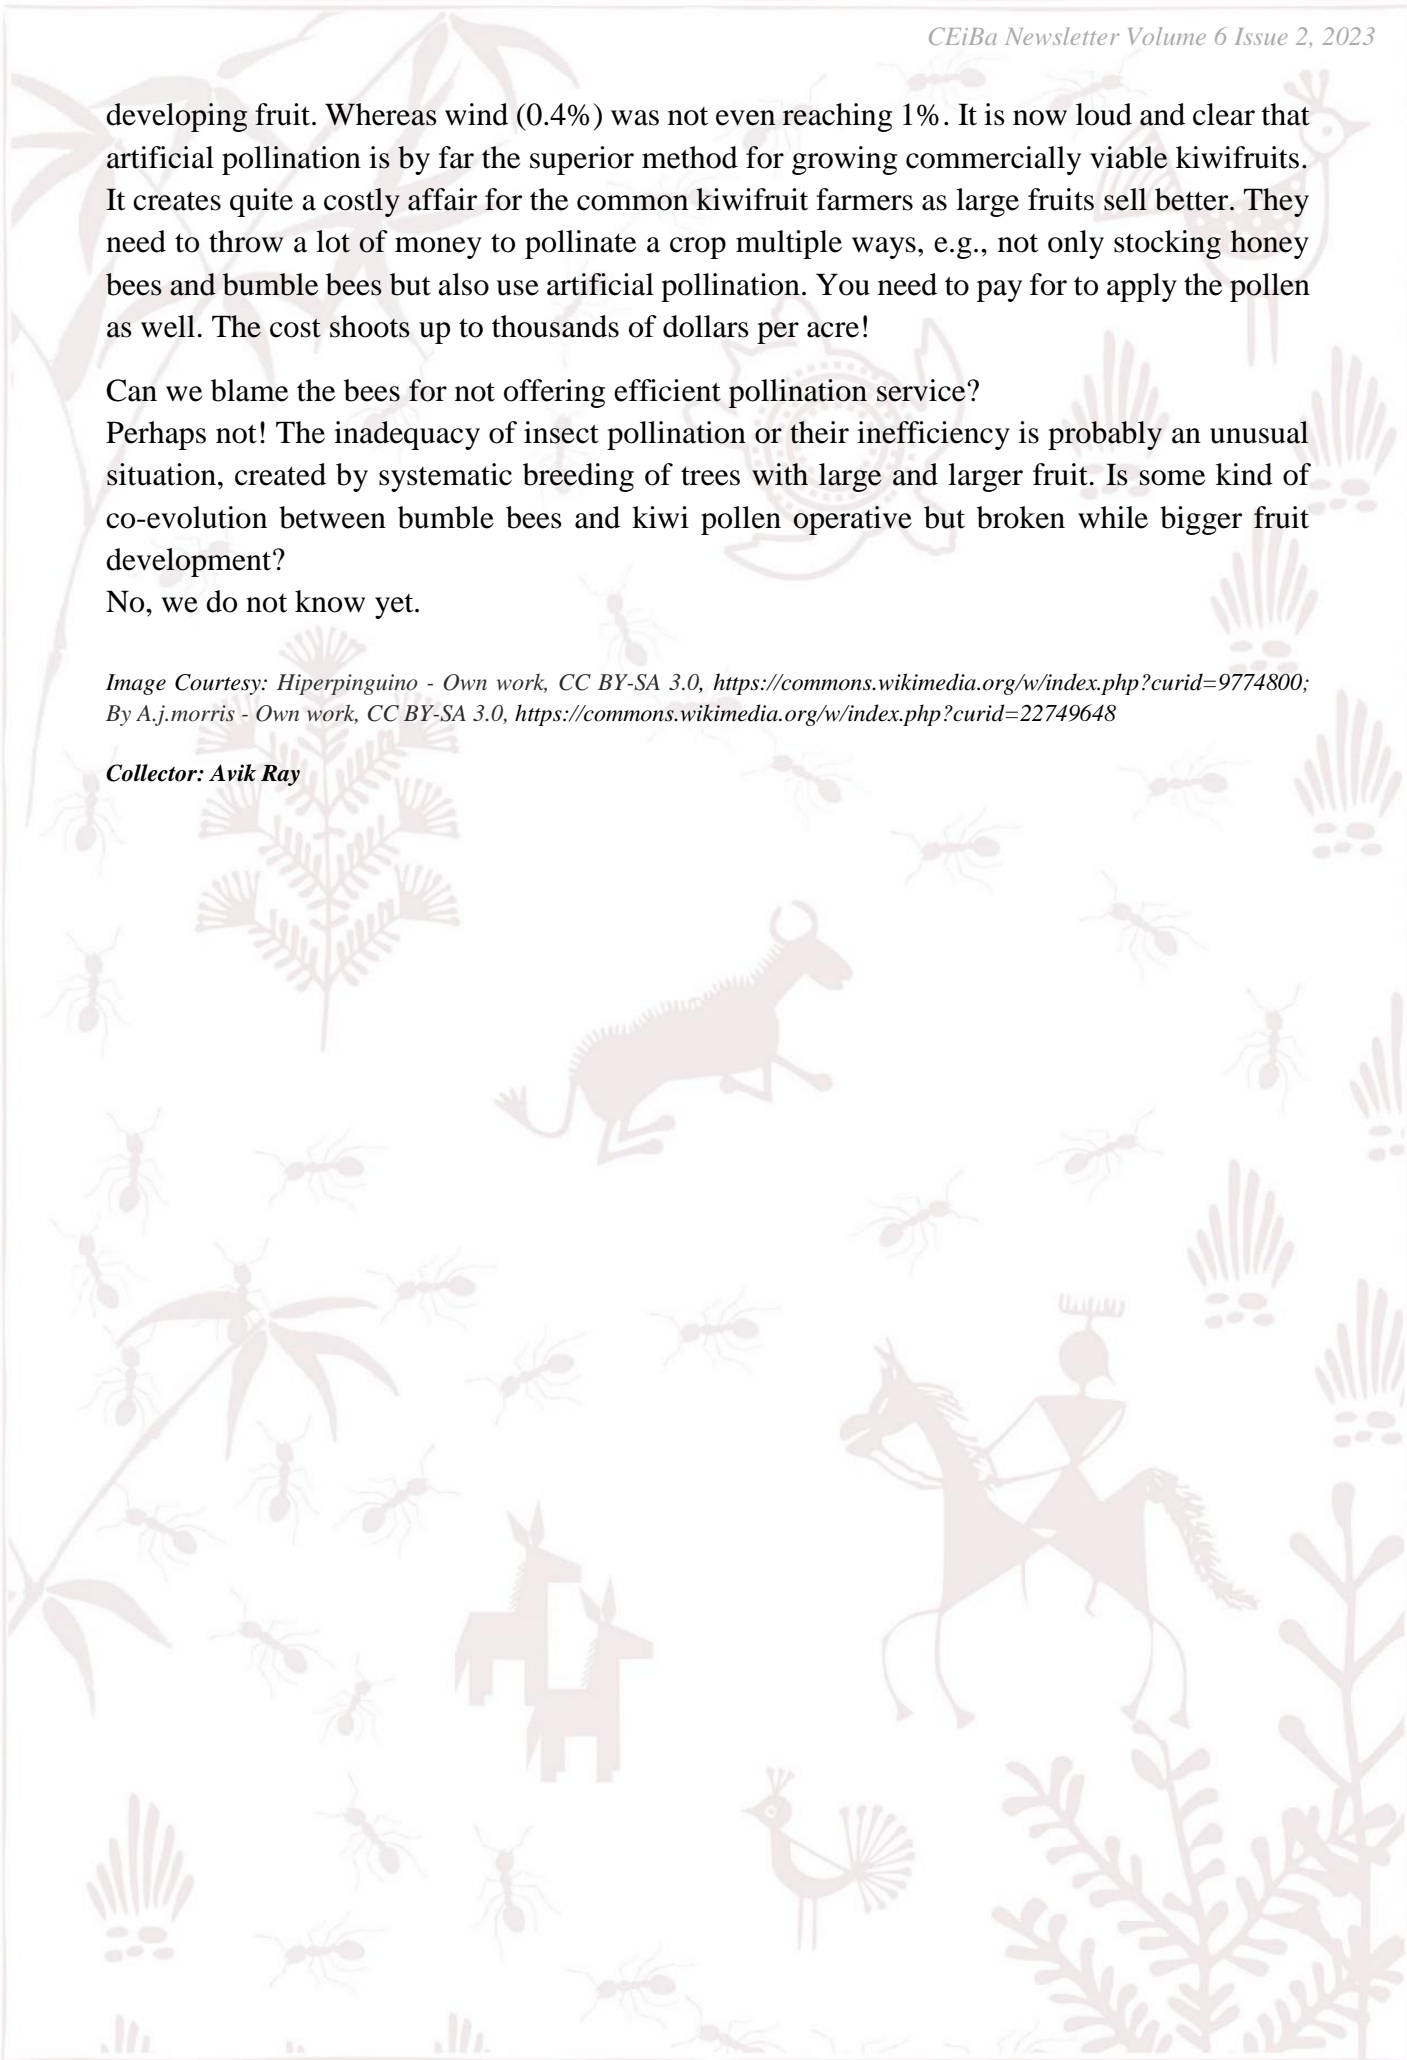 CEiBa Newsletter Volume 6 Issue 2, 2023
developing fruit. Whereas wind (0.4%) was not even reaching 1%. It is now loud and clear that
artificial pollination is by far the superior method for growing commercially viable kiwifruits.
It creates quite a costly affair for the common kiwifruit farmers as large fruits sell better. They
need to throw a lot of money to pollinate a crop multiple ways, e.g., not only stocking honey
bees and bumble bees but also use artificial pollination. You need to pay for to apply the pollen
as well. The cost shoots up to thousands of dollars per acre!
Can we blame the bees for not offering efficient pollination service?
Perhaps not! The inadequacy of insect pollination or their inefficiency is probably an unusual
situation, created by systematic breeding of trees with large and larger fruit. Is some kind of
co-evolution between bumble bees and kiwi pollen operative but broken while bigger fruit
development?
No, we do not know yet.
Image Courtesy: Hiperpinguino - Own work, CC BY-SA 3.0, https://commons.wikimedia.org/w/index.php?curid=9774800;
By A.j.morris - Own work, CC BY-SA 3.0, https://commons.wikimedia.org/w/index.php?curid=22749648
Collector: Avik Ray